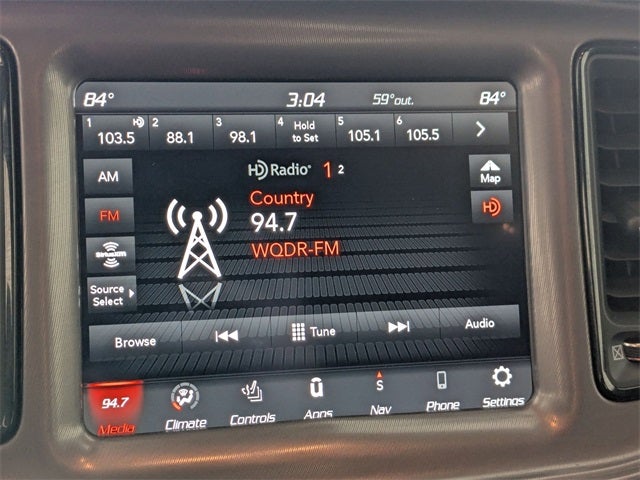 84° 3:04 59°out. 84°
1 103.5 HD 2 88.1 3 98.1 4 Hold to Set 5 105.1 6 105.5
AM HD Radio 1 2 Map
Country
FM 94.7 HD
WQDR-FM
SiriusXM
Source Select
Browse Tune Audio
94.7 S
Media Climate Controls Apps Nav Phone Settings